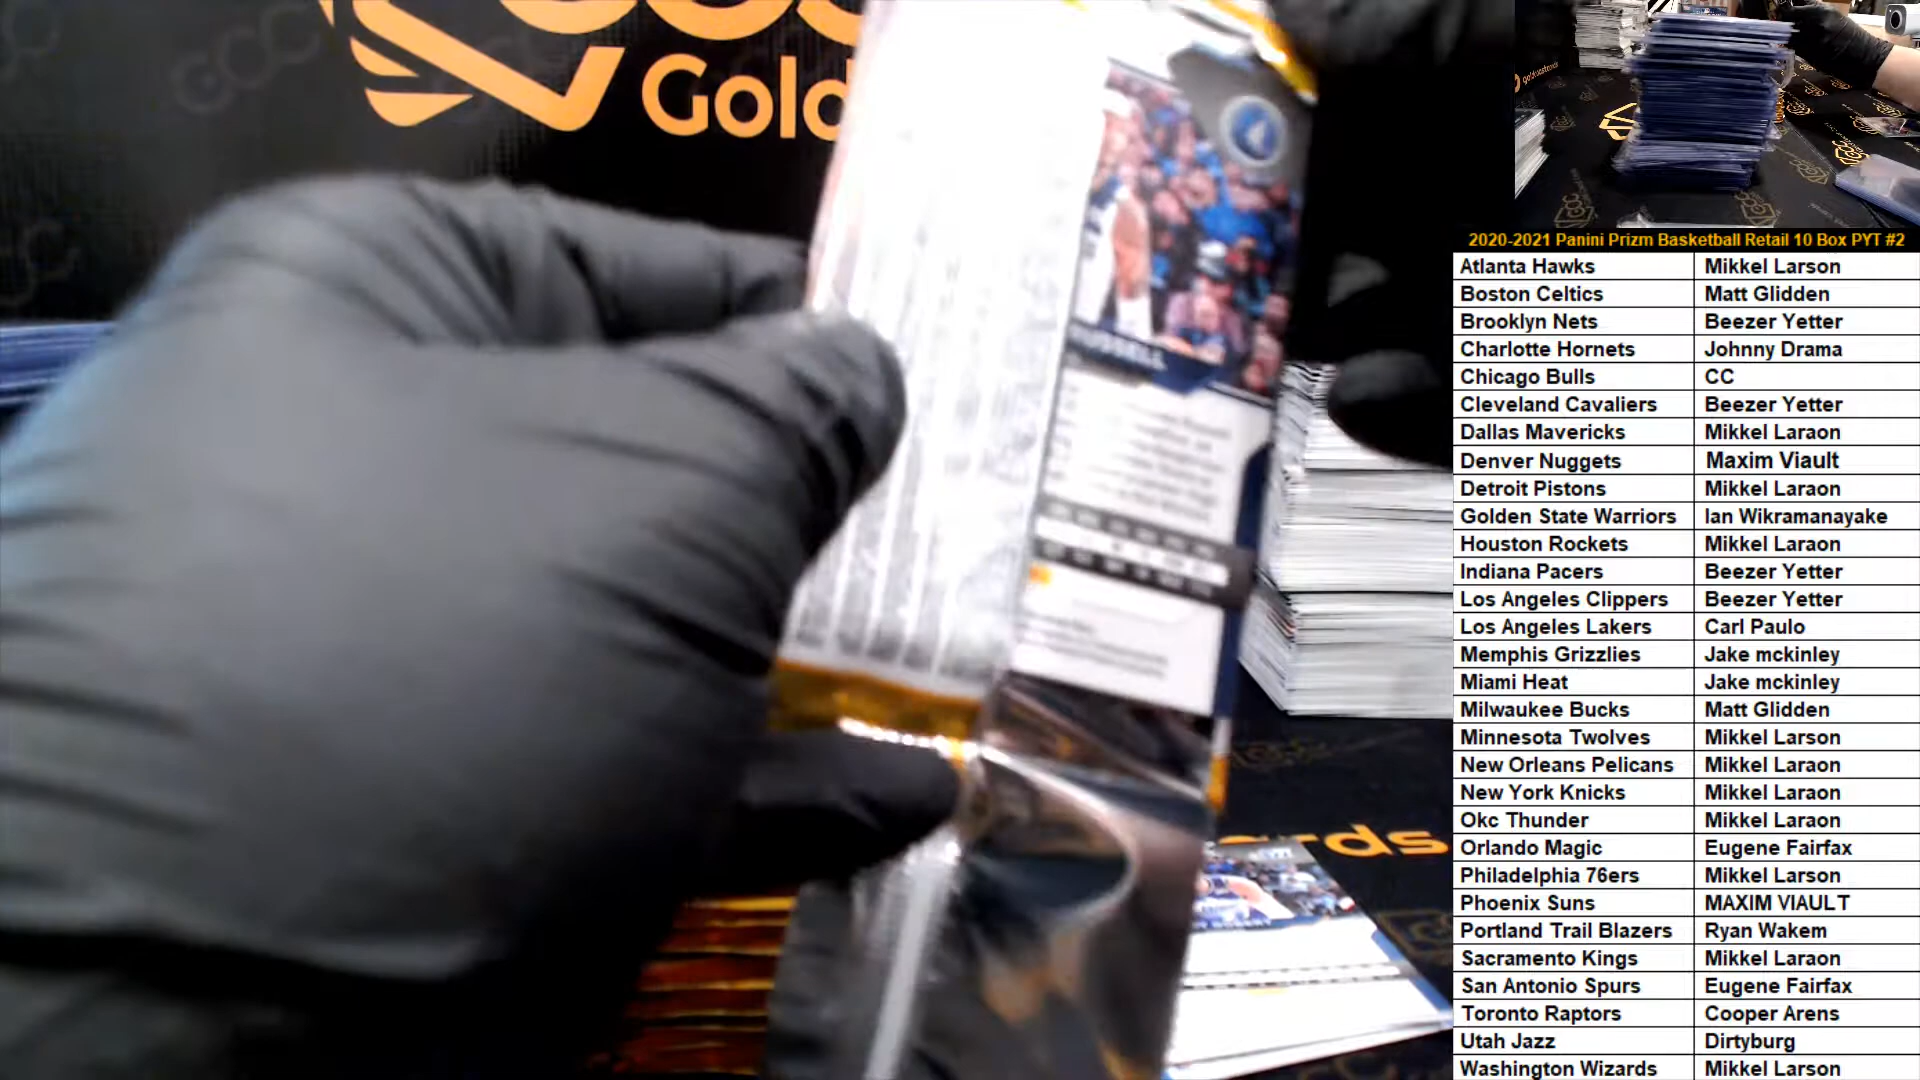 Gold
RUSSELL
rds
2020-2021 Panini Prizm Basketball Retail 10 Box PYT #2
Atlanta Hawks Mikkel Larson
Boston Celtics Matt Glidden
Brooklyn Nets Beezer Yetter
Charlotte Hornets Johnny Drama
Chicago Bulls CC
Cleveland Cavaliers Beezer Yetter
Dallas Mavericks Mikkel Laraon
Denver Nuggets Maxim Viault
Detroit Pistons Mikkel Laraon
Golden State Warriors Ian Wikramanayake
Houston Rockets Mikkel Laraon
Indiana Pacers Beezer Yetter
Los Angeles Clippers Beezer Yetter
Los Angeles Lakers Carl Paulo
Memphis Grizzlies Jake mckinley
Miami Heat Jake mckinley
Milwaukee Bucks Matt Glidden
Minnesota Twolves Mikkel Larson
New Orleans Pelicans Mikkel Laraon
New York Knicks Mikkel Laraon
Okc Thunder Mikkel Laraon
Orlando Magic Eugene Fairfax
Philadelphia 76ers Mikkel Larson
Phoenix Suns MAXIM VIAULT
Portland Trail Blazers Ryan Wakem
Sacramento Kings Mikkel Laraon
San Antonio Spurs Eugene Fairfax
Toronto Raptors Cooper Arens
Utah Jazz Dirtyburg
Washington Wizards Mikkel Larson